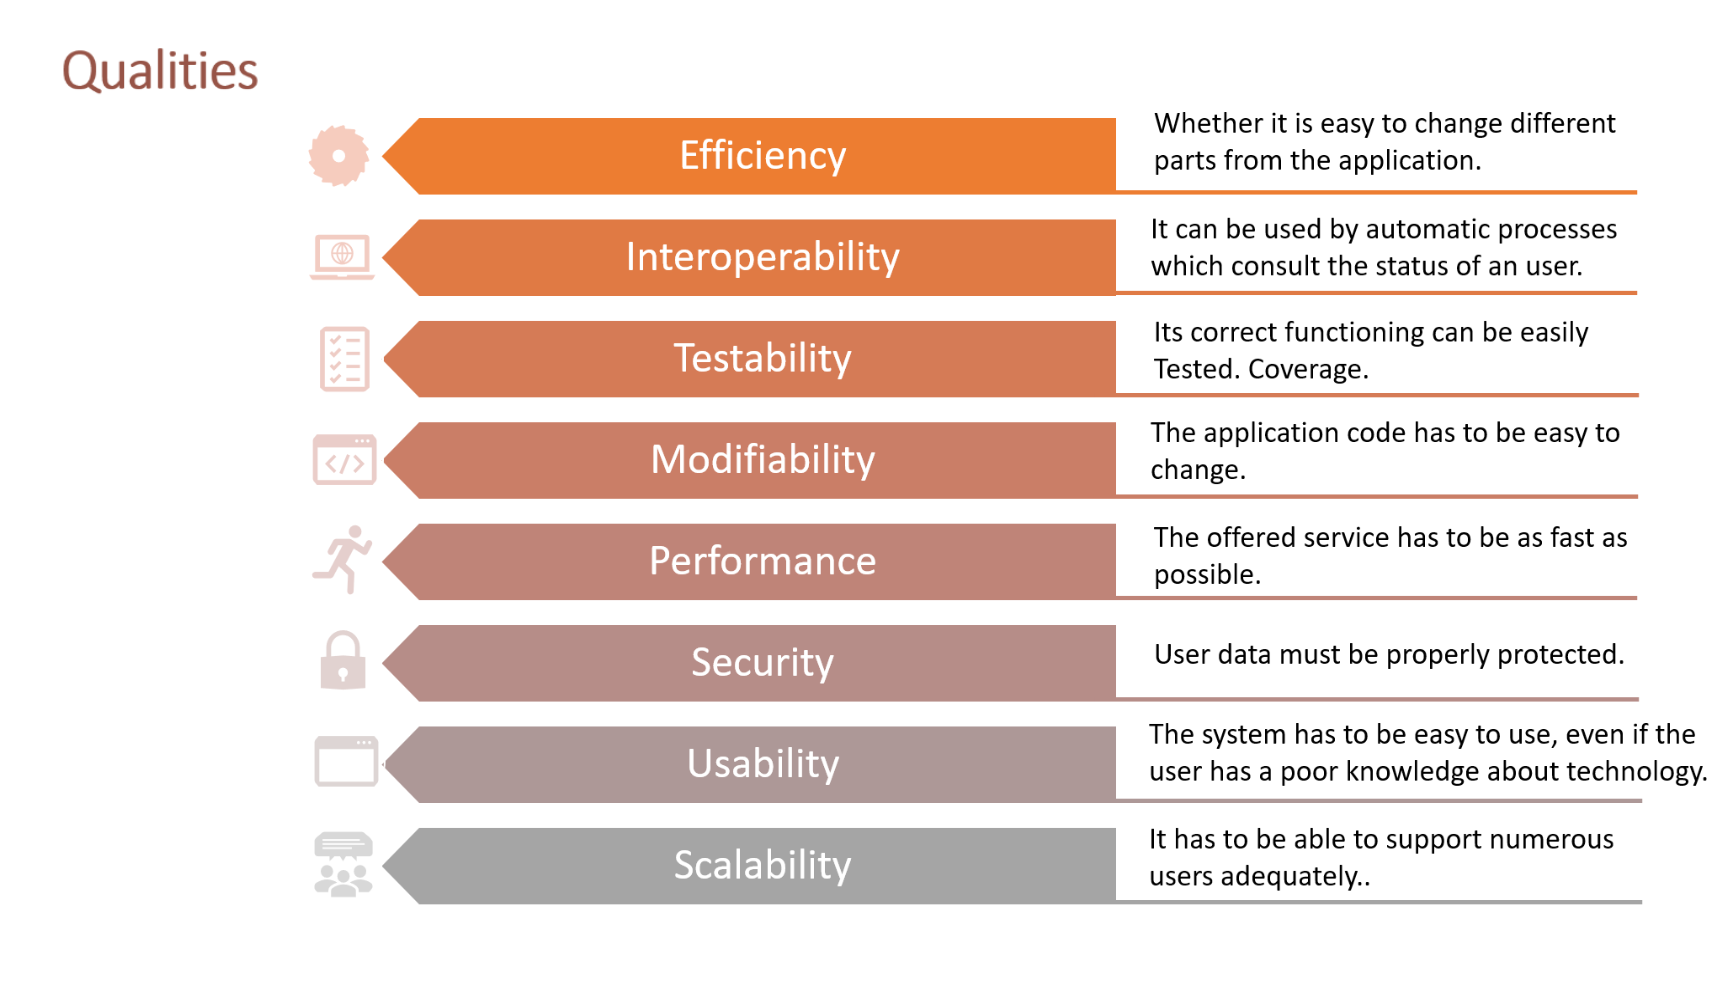 Qualities
Efficiency
Whether it is easy to change different
parts from the application.
Interoperability
It can be used by automatic processes
which consult the status of an user.
Testability
Its correct functioning can be easily
Tested. Coverage.
Modifiability
The application code has to be easy to
change.
Performance
The offered service has to be as fast as
possible.
Security
User data must be properly protected.
Usability
The system has to be easy to use, even if the
user has a poor knowledge about technology.
Scalability
It has to be able to support numerous
users adequately..